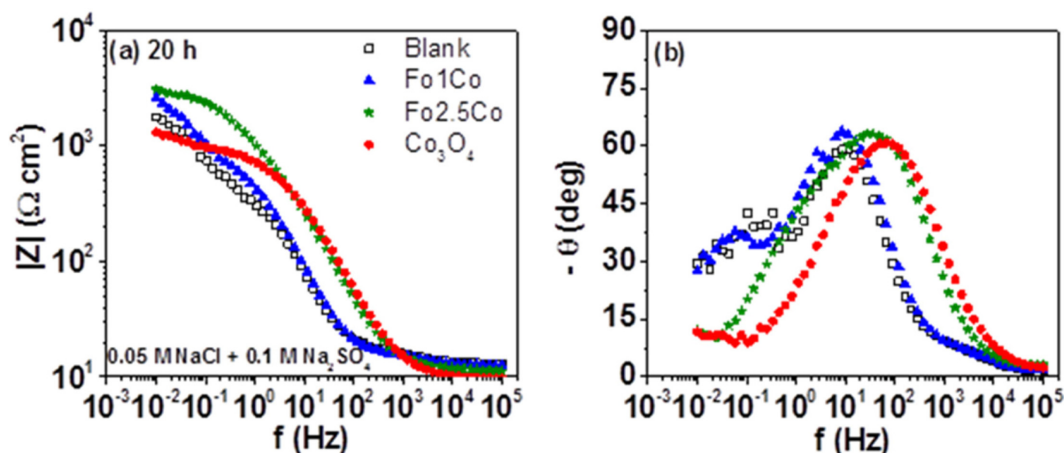 (a) 20 h
Blank
Fo1Co
Fo2.5Co
Co₃O₄
0.05 M NaCl + 0.1 M Na₂SO₄
|Z| (Ω cm²)
10⁴
10³
10²
10¹
10⁻³ 10⁻² 10⁻¹ 10⁰ 10¹ 10² 10³ 10⁴ 10⁵
f (Hz)
(b)
- θ (deg)
90
75
60
45
30
15
0
10⁻³ 10⁻² 10⁻¹ 10⁰ 10¹ 10² 10³ 10⁴ 10⁵
f (Hz)